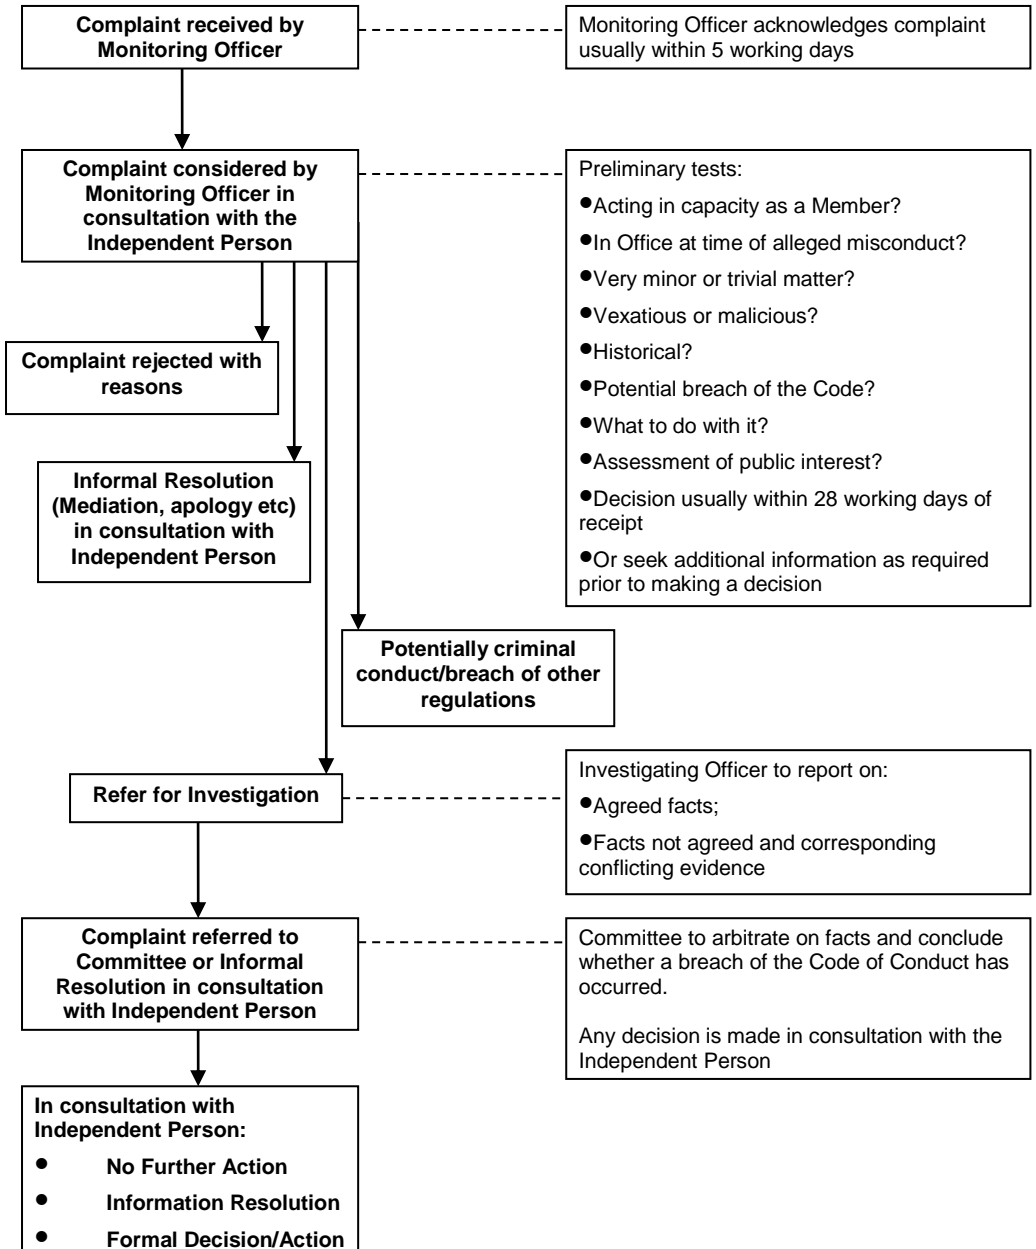 Complaint received by
Monitoring Officer
Monitoring Officer acknowledges complaint
usually within 5 working days
Complaint considered by
Monitoring Officer in
consultation with the
Independent Person
Preliminary tests:
●Acting in capacity as a Member?
●In Office at time of alleged misconduct?
●Very minor or trivial matter?
●Vexatious or malicious?
●Historical?
●Potential breach of the Code?
●What to do with it?
●Assessment of public interest?
●Decision usually within 28 working days of
receipt
●Or seek additional information as required
prior to making a decision
Complaint rejected with
reasons
Informal Resolution
(Mediation, apology etc)
in consultation with
Independent Person
Potentially criminal
conduct/breach of other
regulations
Refer for Investigation
Investigating Officer to report on:
●Agreed facts;
●Facts not agreed and corresponding
conflicting evidence
Complaint referred to
Committee or Informal
Resolution in consultation
with Independent Person
Committee to arbitrate on facts and conclude
whether a breach of the Code of Conduct has
occurred.
Any decision is made in consultation with the
Independent Person
In consultation with
Independent Person:
● No Further Action
● Information Resolution
● Formal Decision/Action